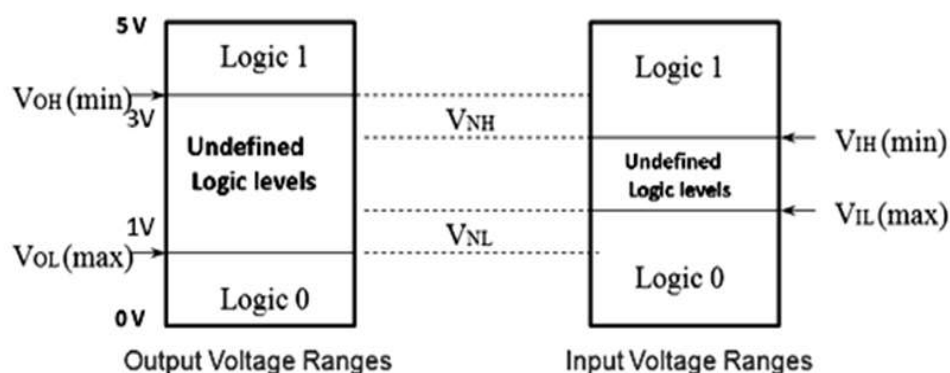 5V
Logic 1
Logic 1
VOH (min)
3V
VNH
VIH (min)
Undefined
Logic levels
Undefined
Logic levels
1V
VNL
VIL (max)
VOL (max)
Logic 0
Logic 0
0V
Output Voltage Ranges
Input Voltage Ranges